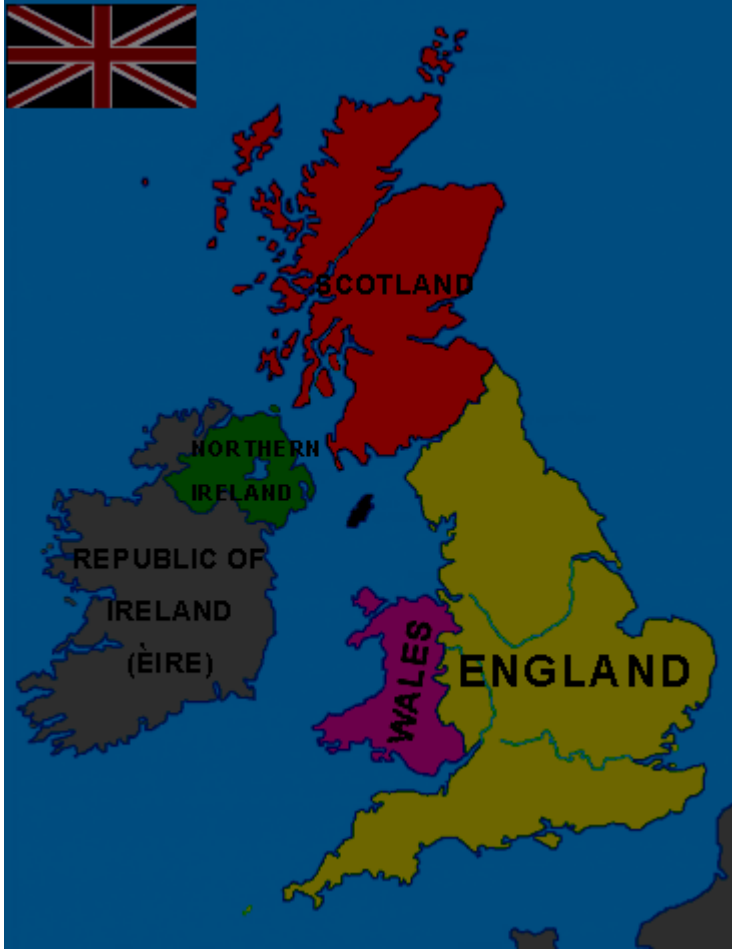 SCOTLAND
NORTHERN
IRELAND
REPUBLIC OF
IRELAND
(ÈIRE)
WALES
ENGLAND